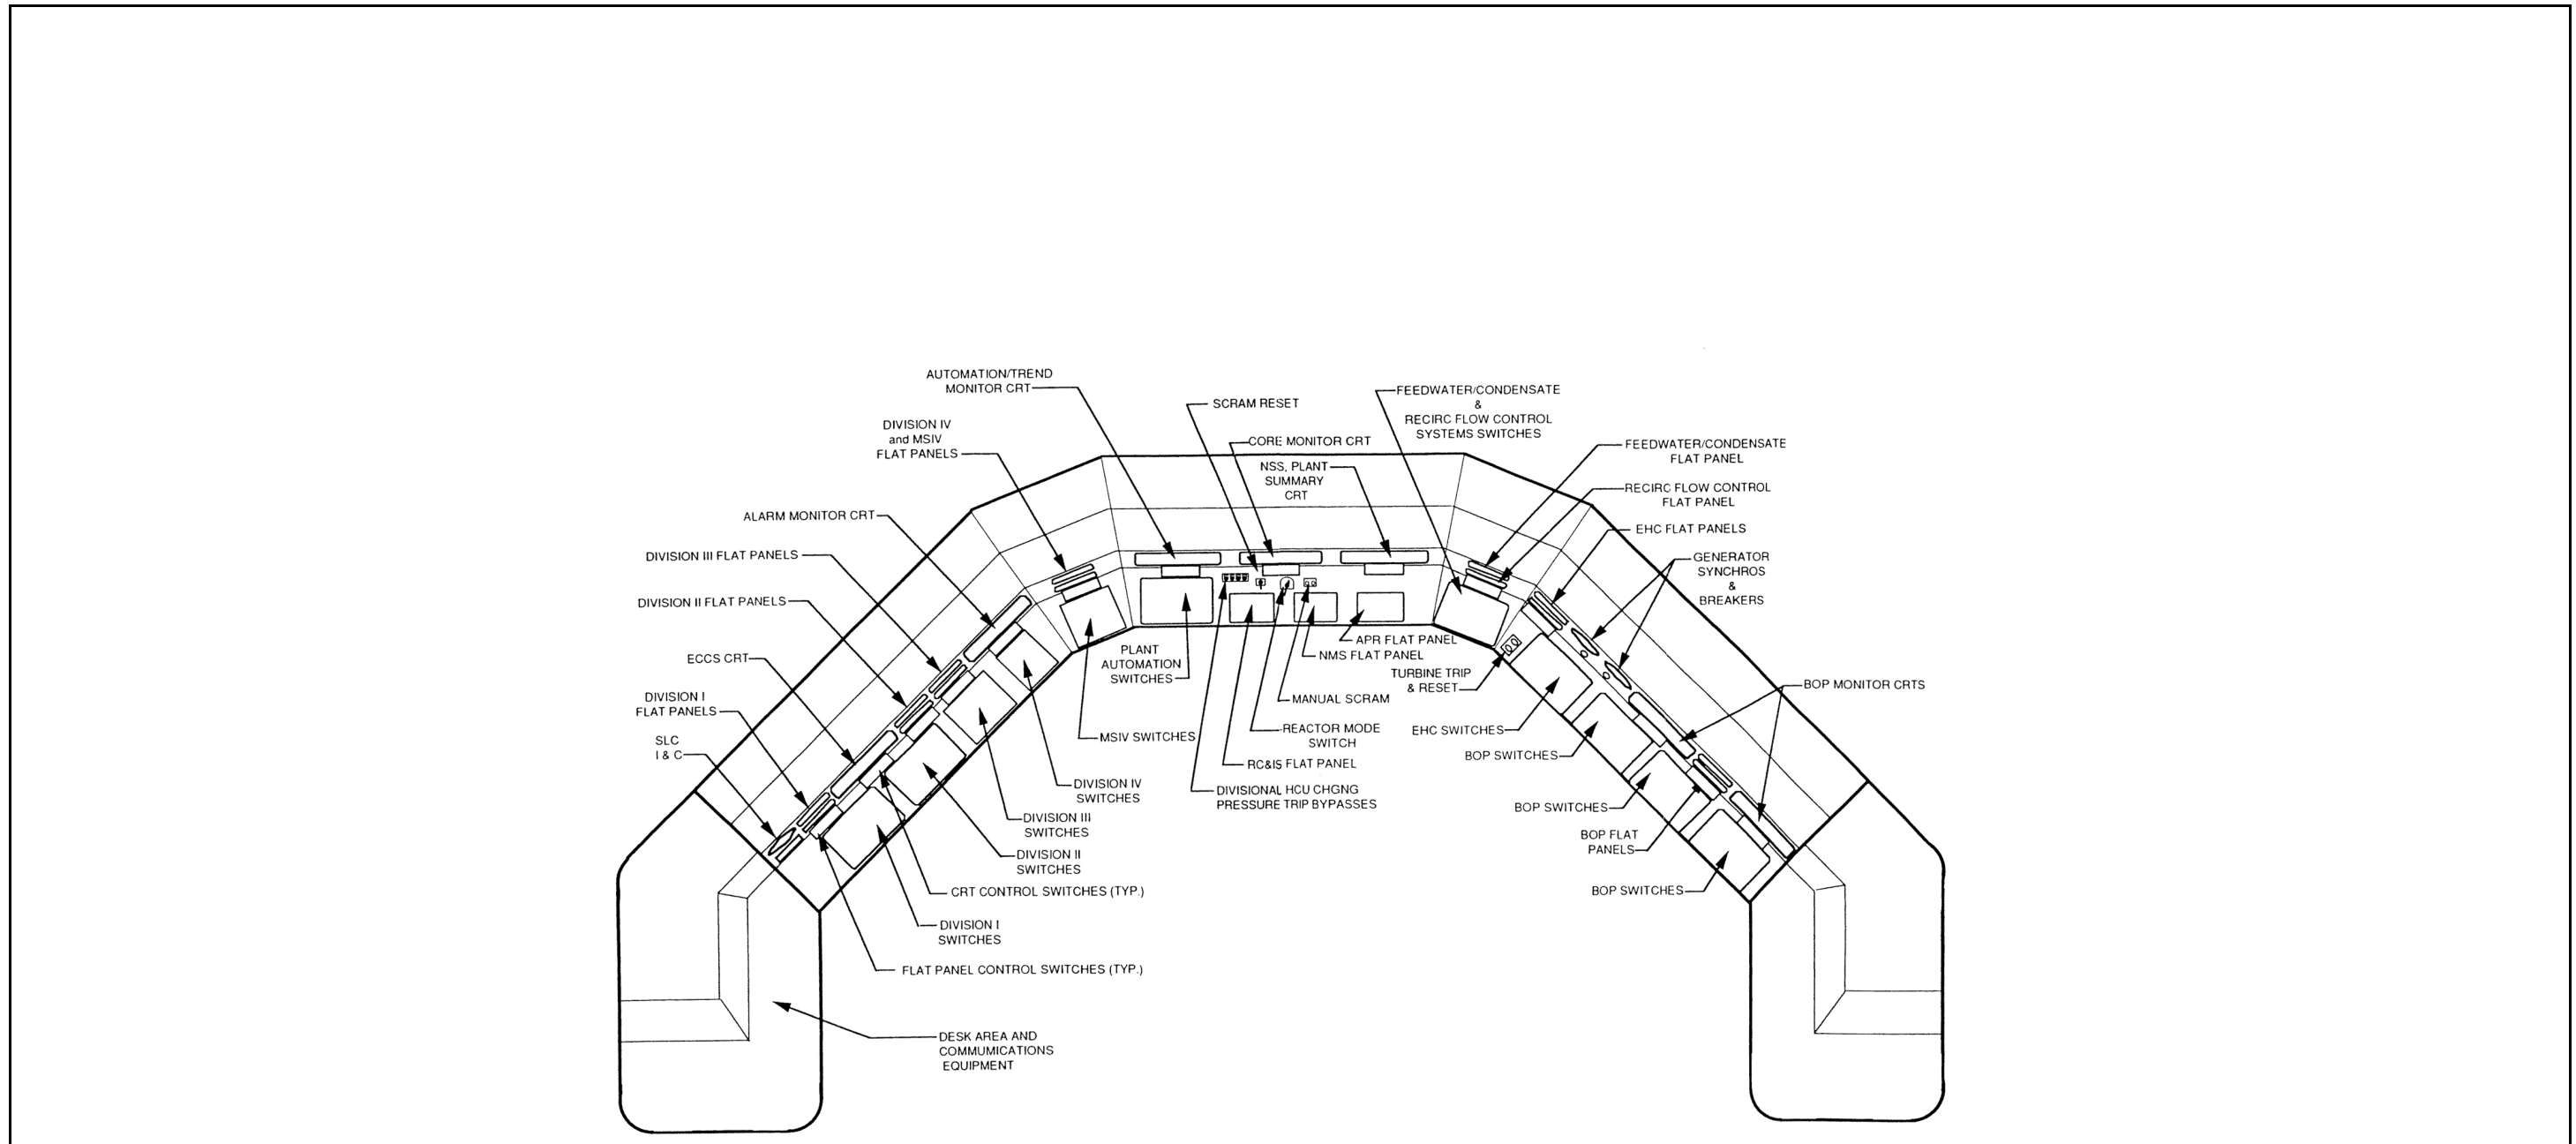 AUTOMATION/TREND
MONITOR CRT
SCRAM RESET
FEEDWATER/CONDENSATE
&
RECIRC FLOW CONTROL
SYSTEMS SWITCHES
DIVISION IV
and MSIV
FLAT PANELS
CORE MONITOR CRT
FEEDWATER/CONDENSATE
FLAT PANEL
NSS, PLANT
SUMMARY
CRT
RECIRC FLOW CONTROL
FLAT PANEL
ALARM MONITOR CRT
EHC FLAT PANELS
DIVISION III FLAT PANELS
GENERATOR
SYNCHROS
&
BREAKERS
DIVISION II FLAT PANELS
APR FLAT PANEL
NMS FLAT PANEL
PLANT
AUTOMATION
SWITCHES
ECCS CRT
TURBINE TRIP
& RESET
BOP MONITOR CRTS
DIVISION I
FLAT PANELS
MANUAL SCRAM
REACTOR MODE
SWITCH
EHC SWITCHES
MSIV SWITCHES
SLC
I & C
BOP SWITCHES
RC&IS FLAT PANEL
DIVISION IV
SWITCHES
DIVISIONAL HCU CHGNG
PRESSURE TRIP BYPASSES
BOP SWITCHES
DIVISION III
SWITCHES
BOP FLAT
PANELS
DIVISION II
SWITCHES
CRT CONTROL SWITCHES (TYP.)
BOP SWITCHES
DIVISION I
SWITCHES
FLAT PANEL CONTROL SWITCHES (TYP.)
DESK AREA AND
COMMUMICATIONS
EQUIPMENT